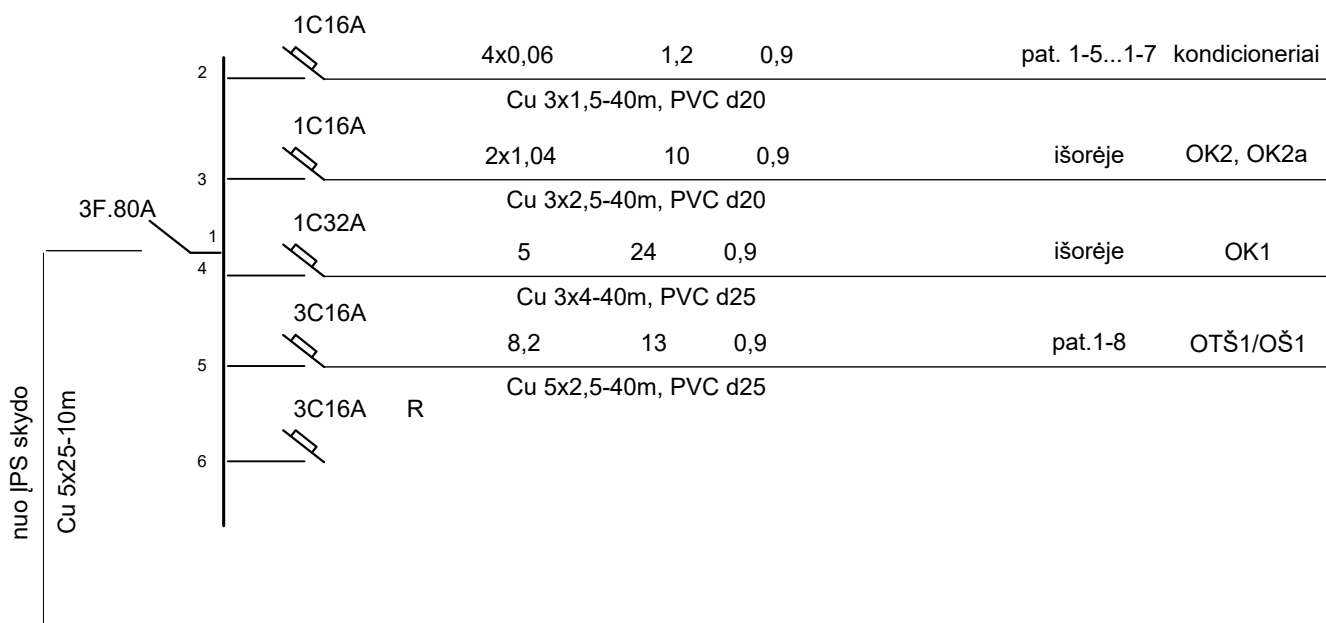 1C16A
2 4x0,06 1,2 0,9 pat. 1-5...1-7 kondicioneriai
Cu 3x1,5-40m, PVC d20
1C16A
3 2x1,04 10 0,9 išorėje OK2, OK2a
Cu 3x2,5-40m, PVC d20
3F.80A
1
1C32A
4 5 24 0,9 išorėje OK1
Cu 3x4-40m, PVC d25
3C16A
5 8,2 13 0,9 pat.1-8 OTŠ1/OŠ1
Cu 5x2,5-40m, PVC d25
3C16A R
6
nuo ĮPS skydo
Cu 5x25-10m